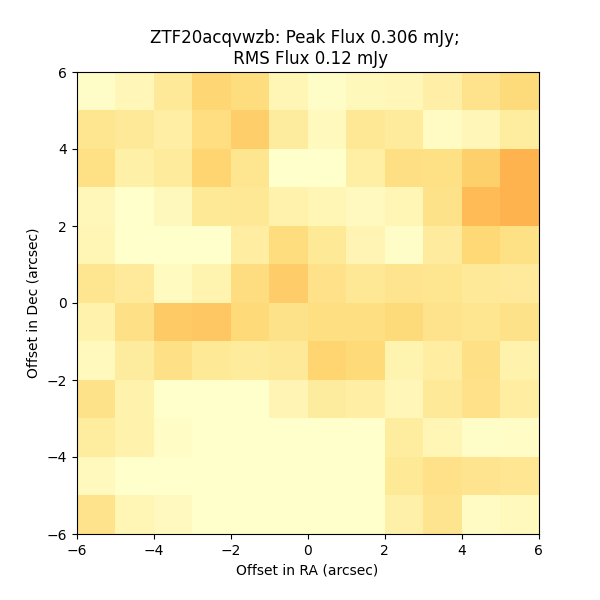 ZTF20acqvwzb: Peak Flux 0.306 mJy;
RMS Flux 0.12 mJy
6
4
2
0
−2
−4
−6
Offset in Dec (arcsec)
−6 −4 −2 0 2 4 6
Offset in RA (arcsec)